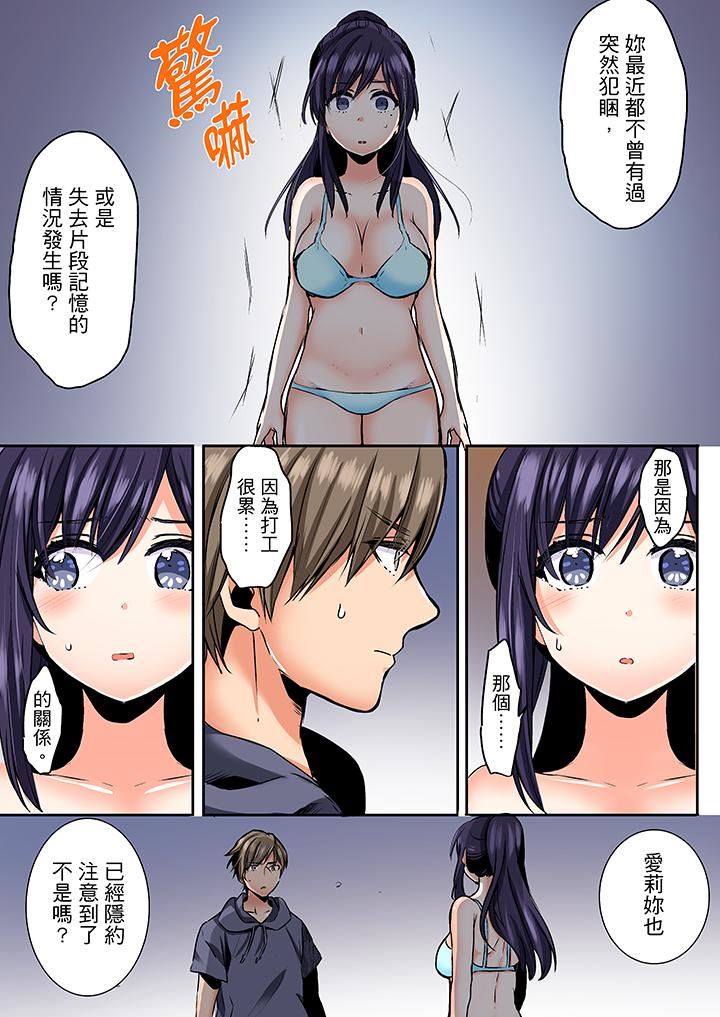 妳最近都不曾有過
突然犯睏，
驚嚇
或是
失去片段記憶的
情況發生嗎？
那是因為
那個……
因為打工
很累……
的關係。
愛莉妳也
已經隱約
注意到了
不是嗎？